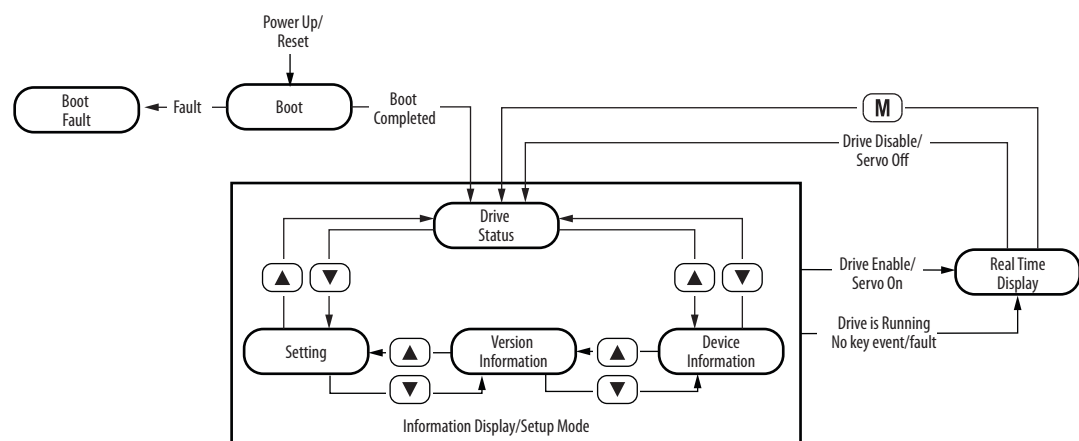 Power Up/
Reset
Boot
Fault
Fault
Boot
Boot
Completed
M
Drive Disable/
Servo Off
Drive
Status
Drive Enable/
Servo On
Real Time
Display
Drive is Running
No key event/fault
Setting
Version
Information
Device
Information
Information Display/Setup Mode